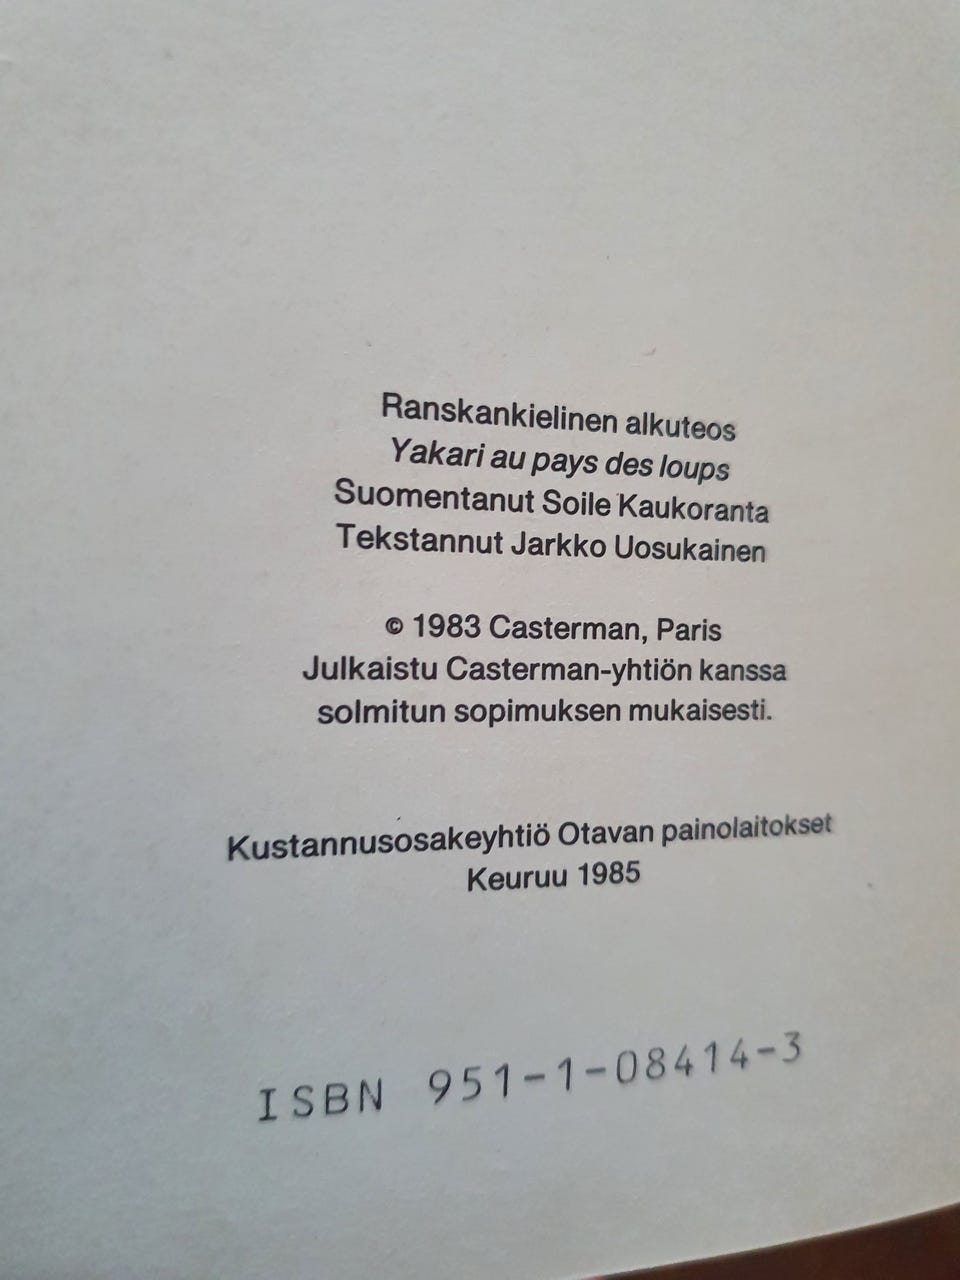 Ranskankielinen alkuteos
Yakari au pays des loups
Suomentanut Soile Kaukoranta
Tekstannut Jarkko Uosukainen
© 1983 Casterman, Paris
Julkaistu Casterman-yhtiön kanssa
solmitun sopimuksen mukaisesti.
Kustannusosakeyhtiö Otavan painolaitokset
Keuruu 1985
ISBN 951-1-08414-3